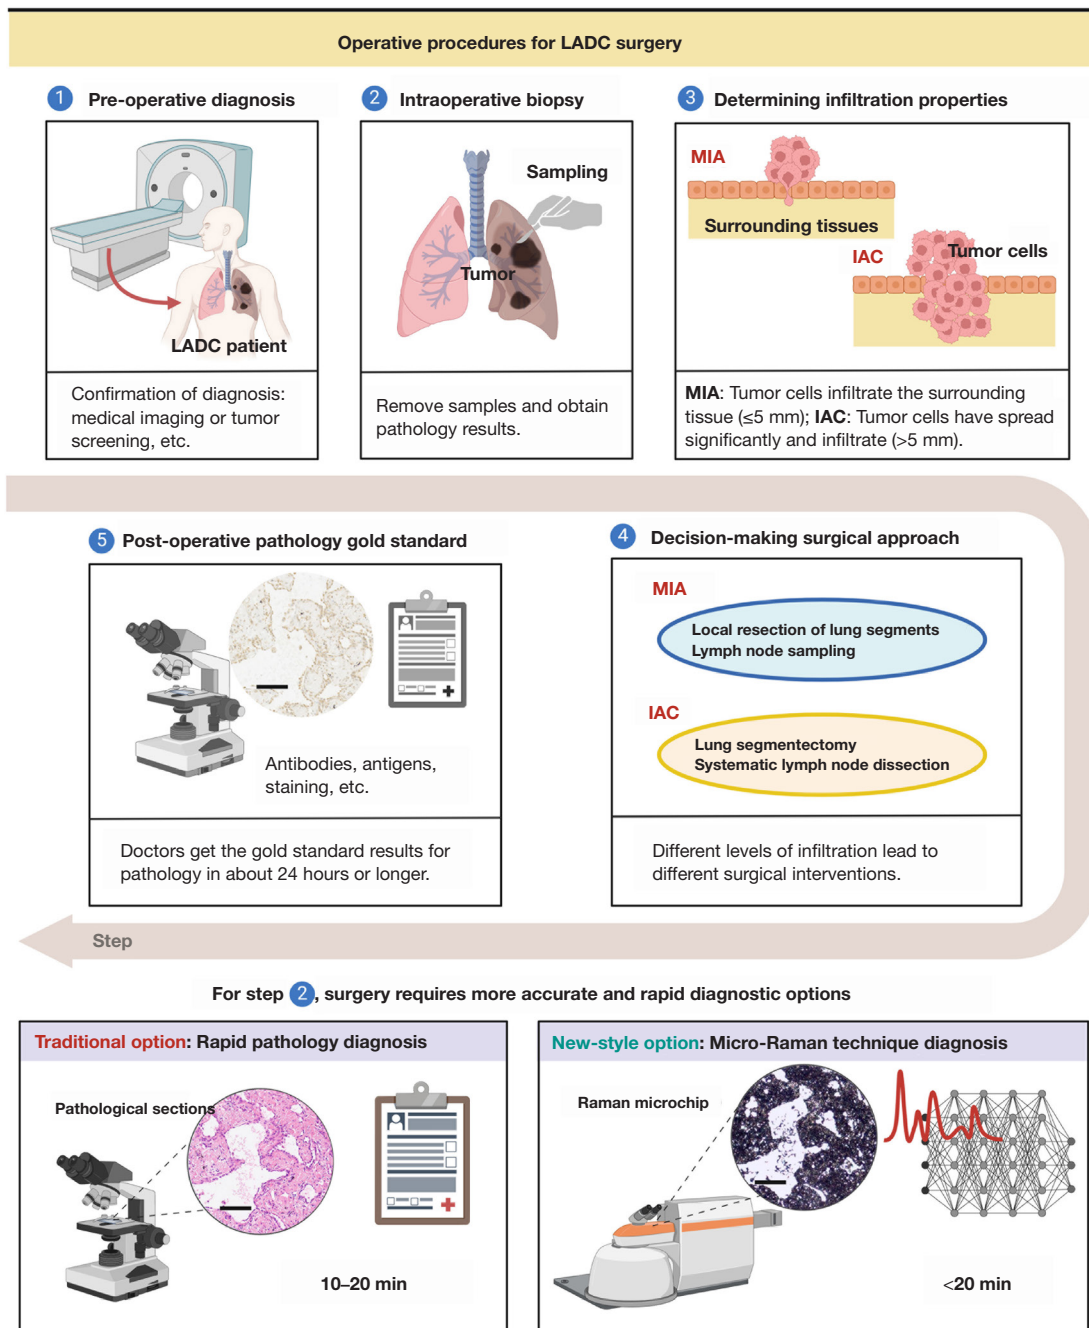 Operative procedures for LADC surgery
1 Pre-operative diagnosis
LADC patient
Confirmation of diagnosis:
medical imaging or tumor
screening, etc.
2 Intraoperative biopsy
Sampling
Tumor
Remove samples and obtain
pathology results.
3 Determining infiltration properties
MIA
Surrounding tissues
IAC
Tumor cells
MIA: Tumor cells infiltrate the surrounding
tissue (≤5 mm); IAC: Tumor cells have spread
significantly and infiltrate (>5 mm).
4 Decision-making surgical approach
MIA
Local resection of lung segments
Lymph node sampling
IAC
Lung segmentectomy
Systematic lymph node dissection
Different levels of infiltration lead to
different surgical interventions.
5 Post-operative pathology gold standard
Antibodies, antigens,
staining, etc.
Doctors get the gold standard results for
pathology in about 24 hours or longer.
Step
For step 2, surgery requires more accurate and rapid diagnostic options
Traditional option: Rapid pathology diagnosis
Pathological sections
10–20 min
New-style option: Micro-Raman technique diagnosis
Raman microchip
<20 min